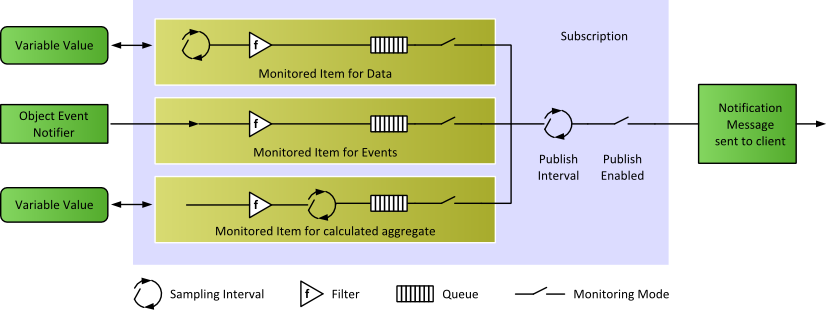 Variable Value
f
Monitored Item for Data
Subscription
Object Event
Notifier
f
Monitored Item for Events
Publish
Interval
Publish
Enabled
Notification
Message
sent to client
Variable Value
f
Monitored Item for calculated aggregate
Sampling Interval
f
Filter
Queue
Monitoring Mode